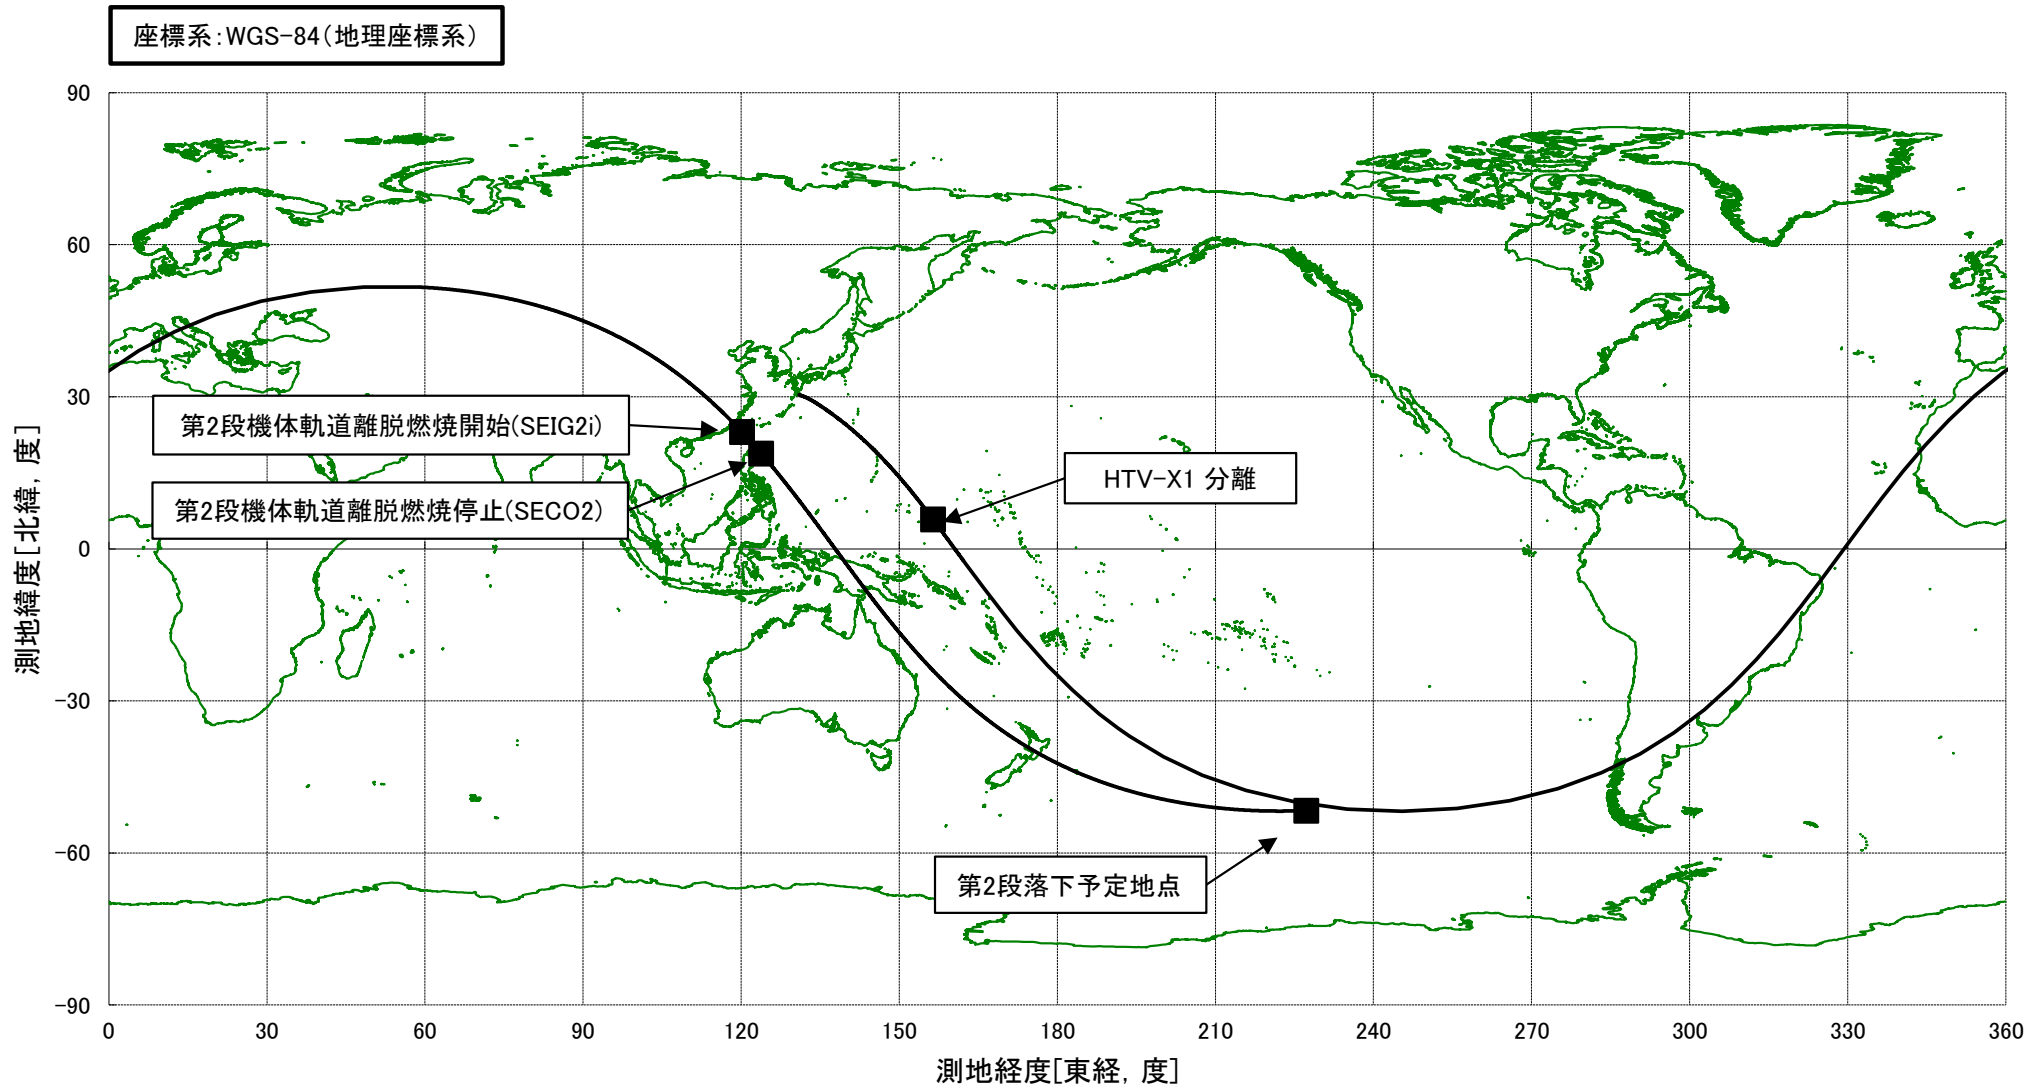 座標系:WGS-84(地理座標系)
90
60
30
0
-30
-60
-90
測地緯度[北緯, 度]
第2段機体軌道離脱燃焼開始(SEIG2i)
第2段機体軌道離脱燃焼停止(SECO2)
HTV-X1 分離
第2段落下予定地点
0 30 60 90 120 150 180 210 240 270 300 330 360
測地経度[東経, 度]